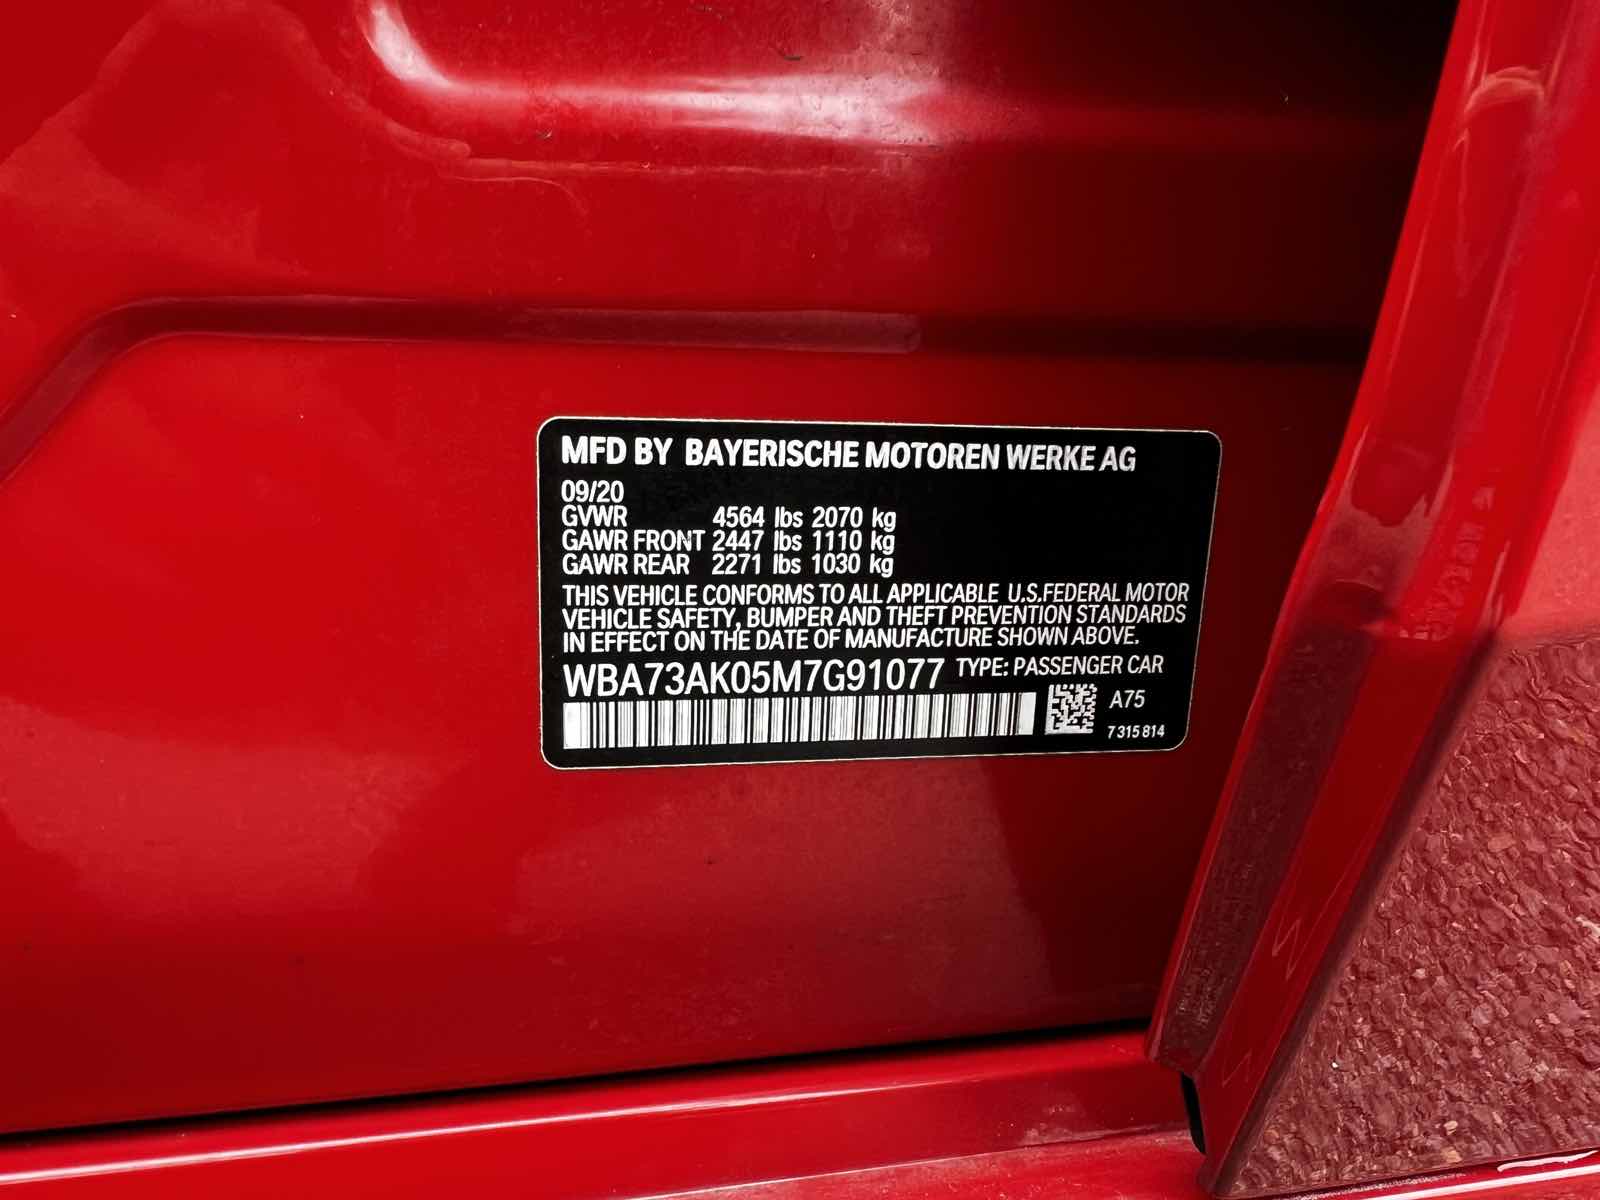 MFD BY BAYERISCHE MOTOREN WERKE AG
09/20
GVWR 4564 lbs 2070 kg
GAWR FRONT 2447 lbs 1110 kg
GAWR REAR 2271 lbs 1030 kg
THIS VEHICLE CONFORMS TO ALL APPLICABLE U.S.FEDERAL MOTOR
VEHICLE SAFETY, BUMPER AND THEFT PREVENTION STANDARDS
IN EFFECT ON THE DATE OF MANUFACTURE SHOWN ABOVE.
WBA73AK05M7G91077 TYPE: PASSENGER CAR
A75
7 315 814